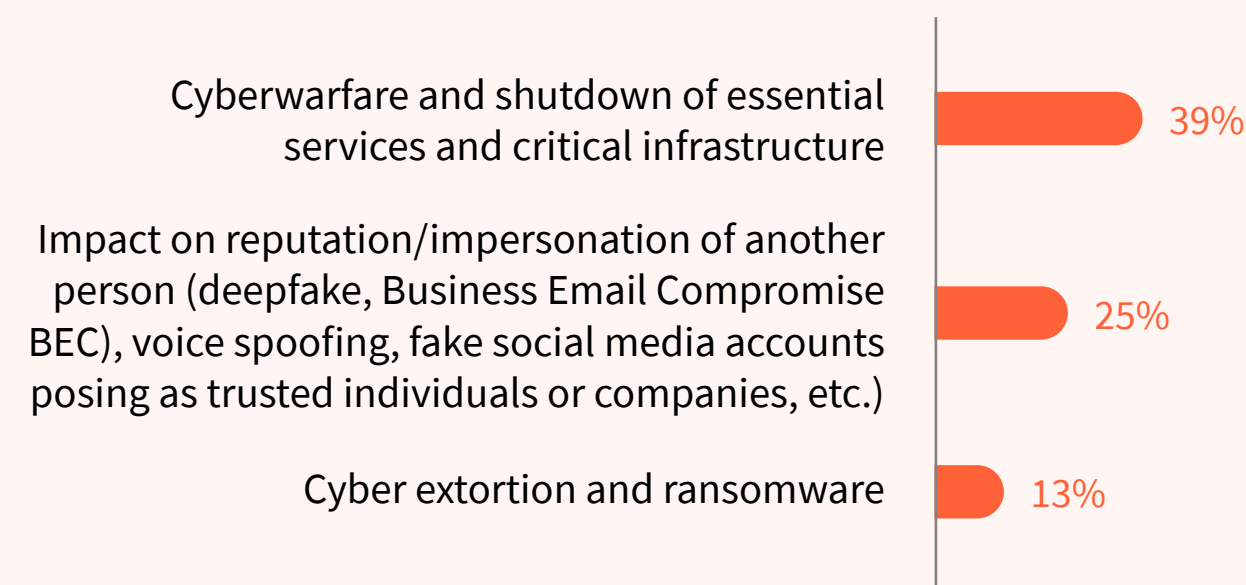 Cyberwarfare and shutdown of essential
services and critical infrastructure
39%
Impact on reputation/impersonation of another
person (deepfake, Business Email Compromise
BEC), voice spoofing, fake social media accounts
posing as trusted individuals or companies, etc.)
25%
Cyber extortion and ransomware
13%